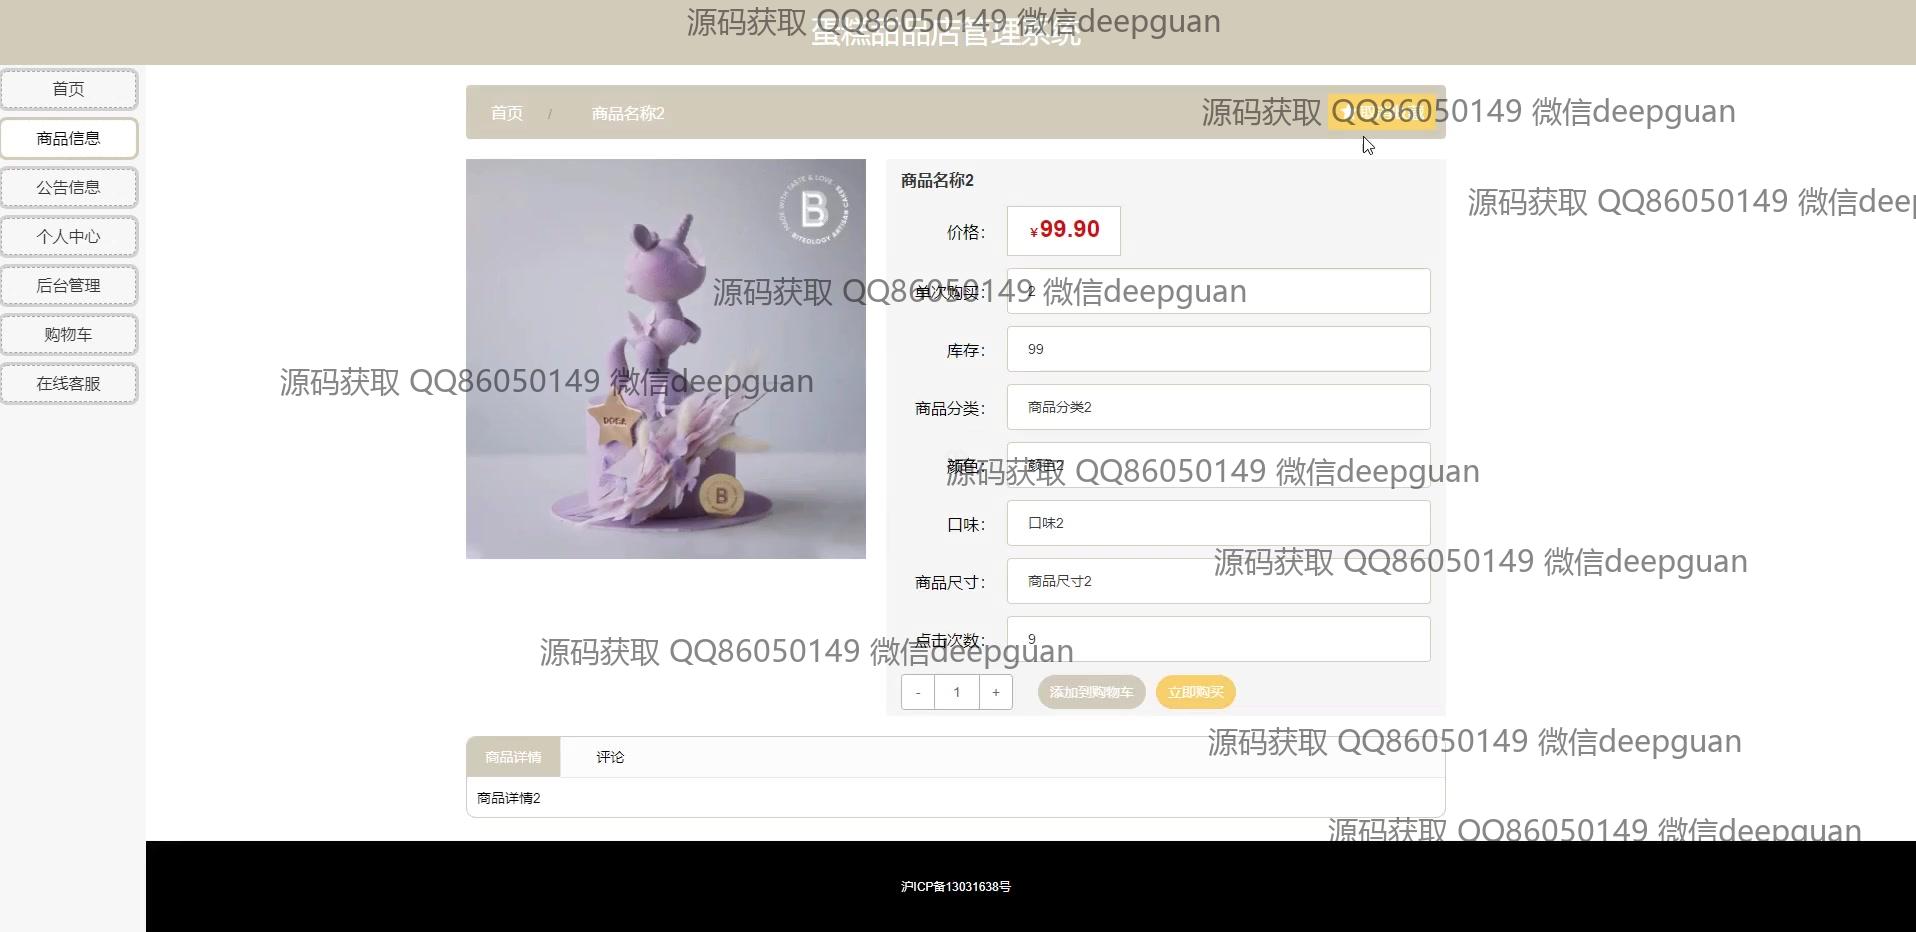 源码获取 QQ86050149 微信deepguan
蛋糕甜品店管理系统
首页
商品信息
公告信息
个人中心
后台管理
购物车
在线客服
首页 / 商品名称2
源码获取 QQ86050149 微信deepguan
源码获取 QQ86050149 微信deep
MADE WITH TASTE & LOVE
B
BITEOLOGY ARTISAN CAKERY
DORA
B
商品名称2
价格: ¥99.90
单次购买: 2
源码获取 QQ86050149 微信deepguan
库存: 99
源码获取 QQ86050149 微信deepguan
商品分类: 商品分类2
颜色: 颜色2
源码获取 QQ86050149 微信deepguan
口味: 口味2
源码获取 QQ86050149 微信deepguan
商品尺寸: 商品尺寸2
点击次数: 9
源码获取 QQ86050149 微信deepguan
- 1 + 添加到购物车 立即购买
源码获取 QQ86050149 微信deepguan
商品详情 评论
商品详情2
源码获取 QQ86050149 微信deepguan
沪ICP备13031638号